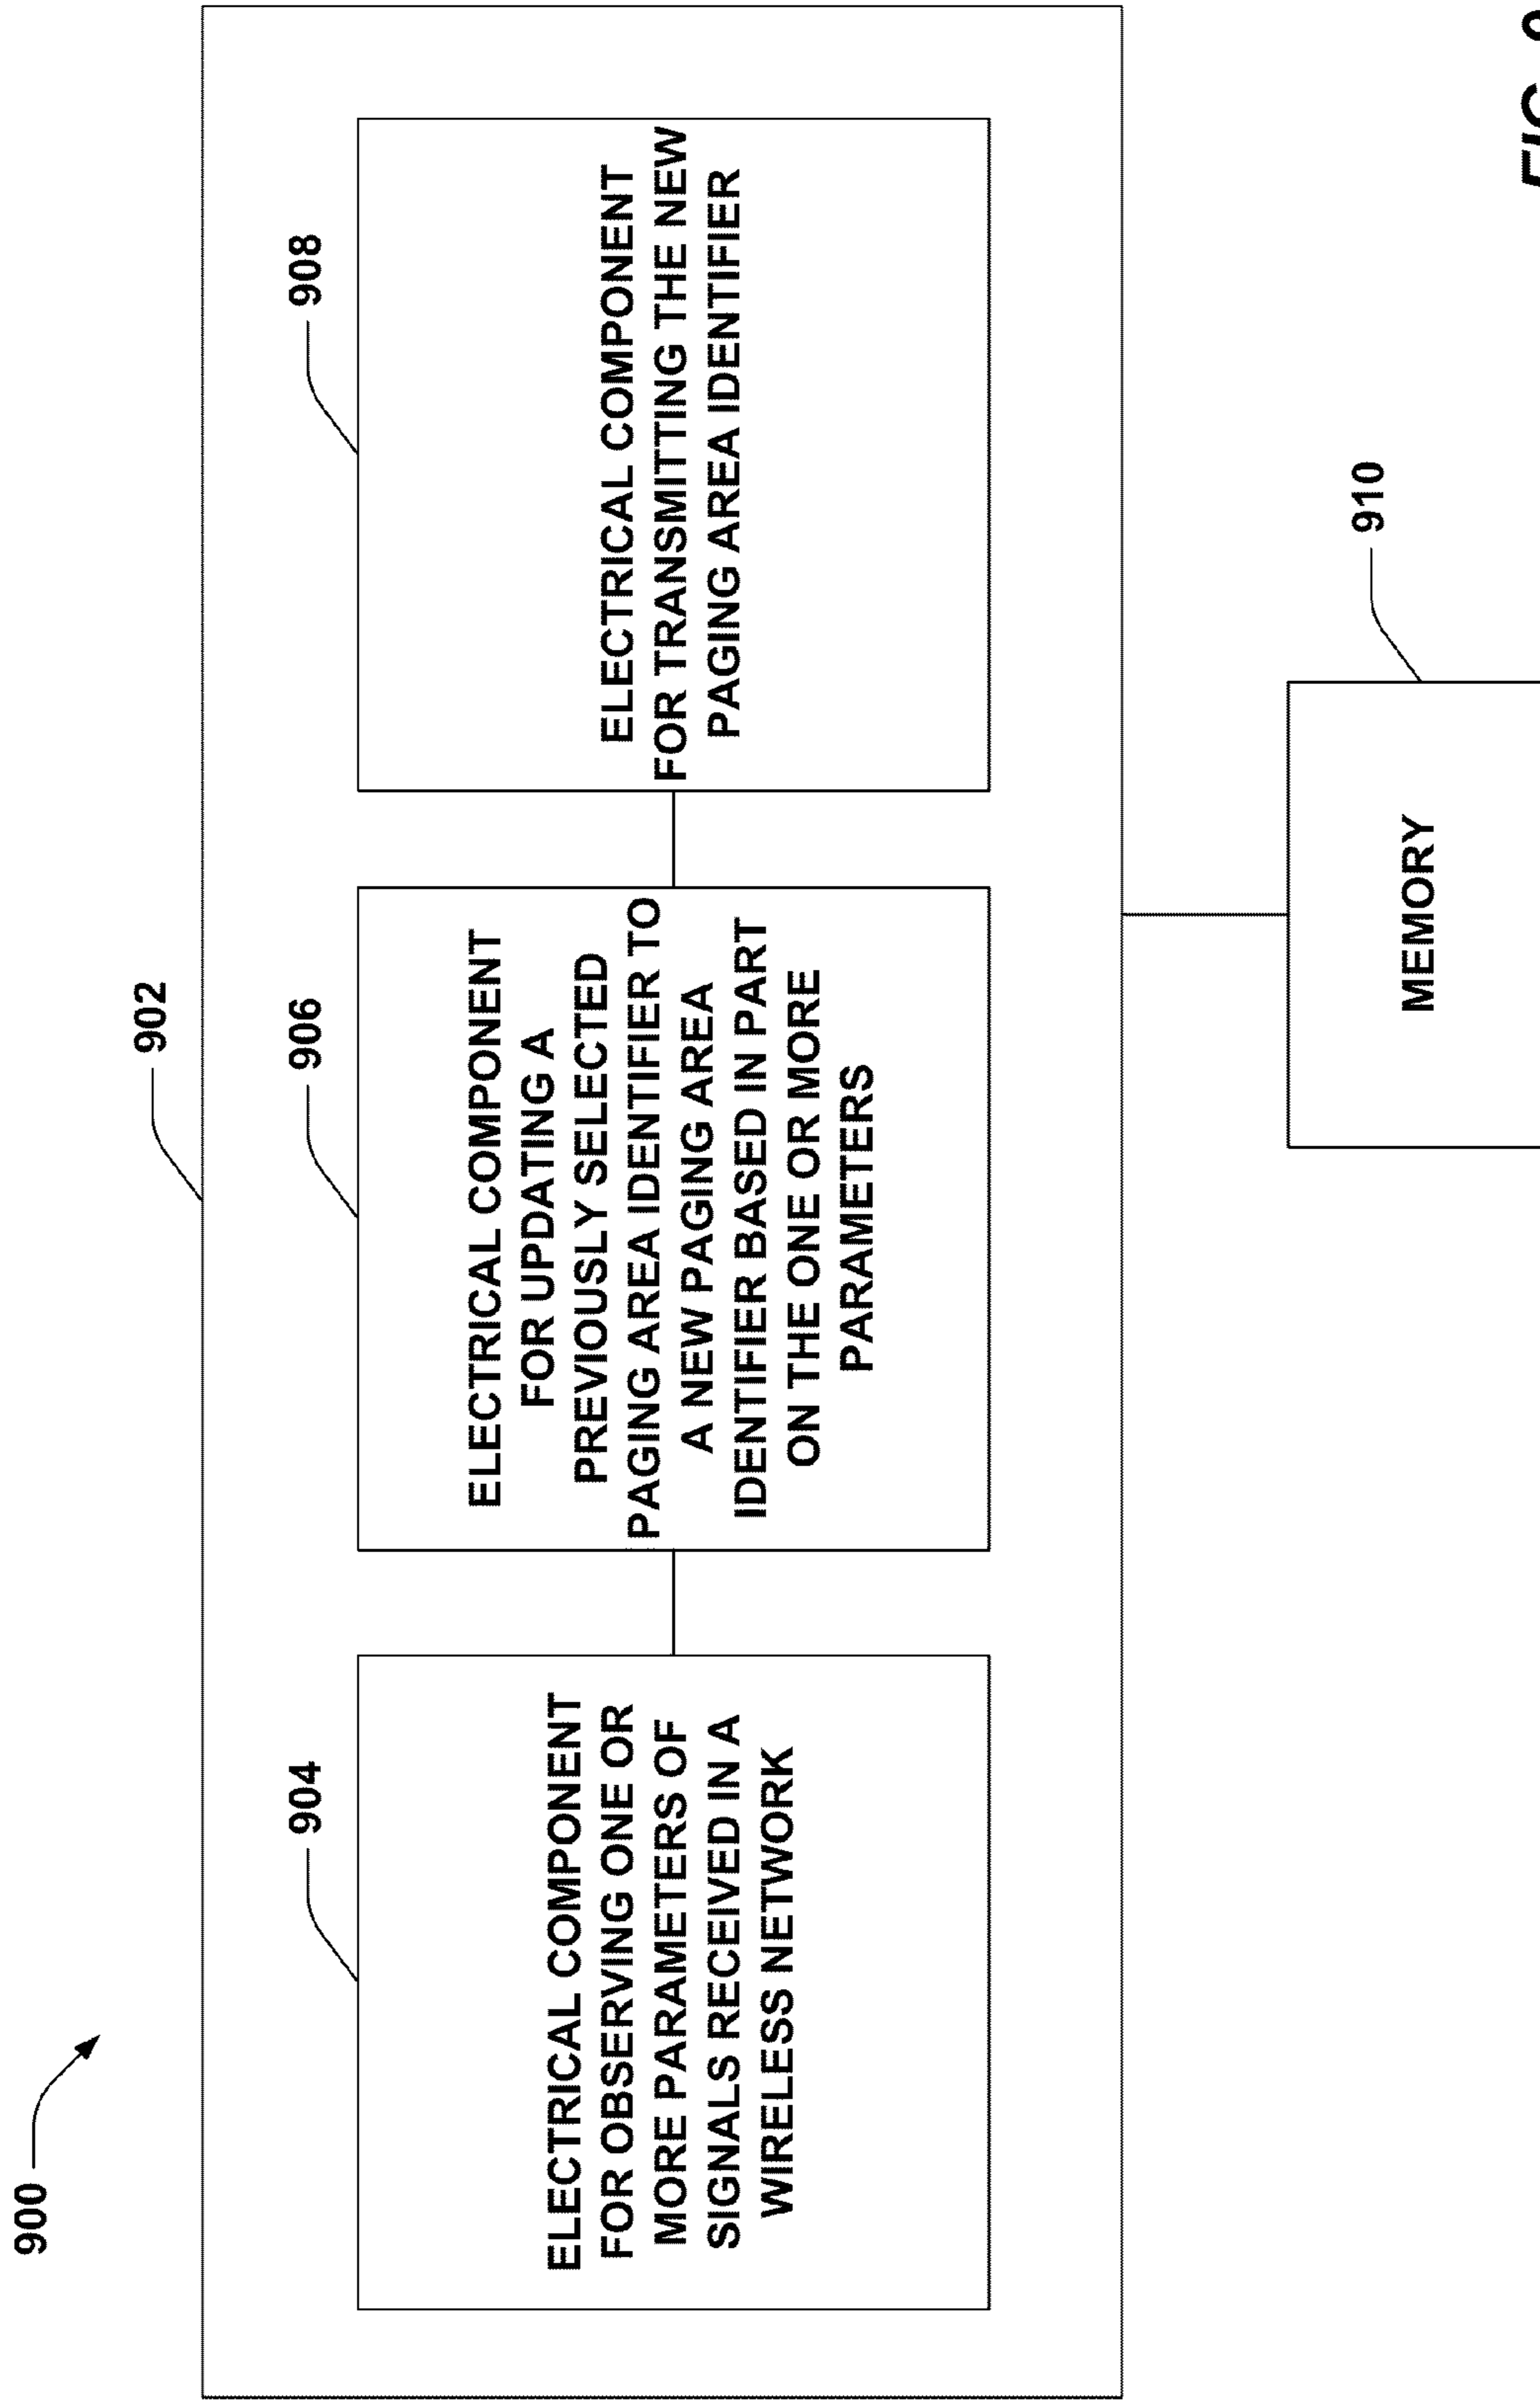 900
902
904
ELECTRICAL COMPONENT
FOR OBSERVING ONE OR
MORE PARAMETERS OF
SIGNALS RECEIVED IN A
WIRELESS NETWORK
906
ELECTRICAL COMPONENT
FOR UPDATING A
PREVIOUSLY SELECTED
PAGING AREA IDENTIFIER TO
A NEW PAGING AREA
IDENTIFIER BASED IN PART
ON THE ONE OR MORE
PARAMETERS
908
ELECTRICAL COMPONENT
FOR TRANSMITTING THE NEW
PAGING AREA IDENTIFIER
910
MEMORY
FIG.